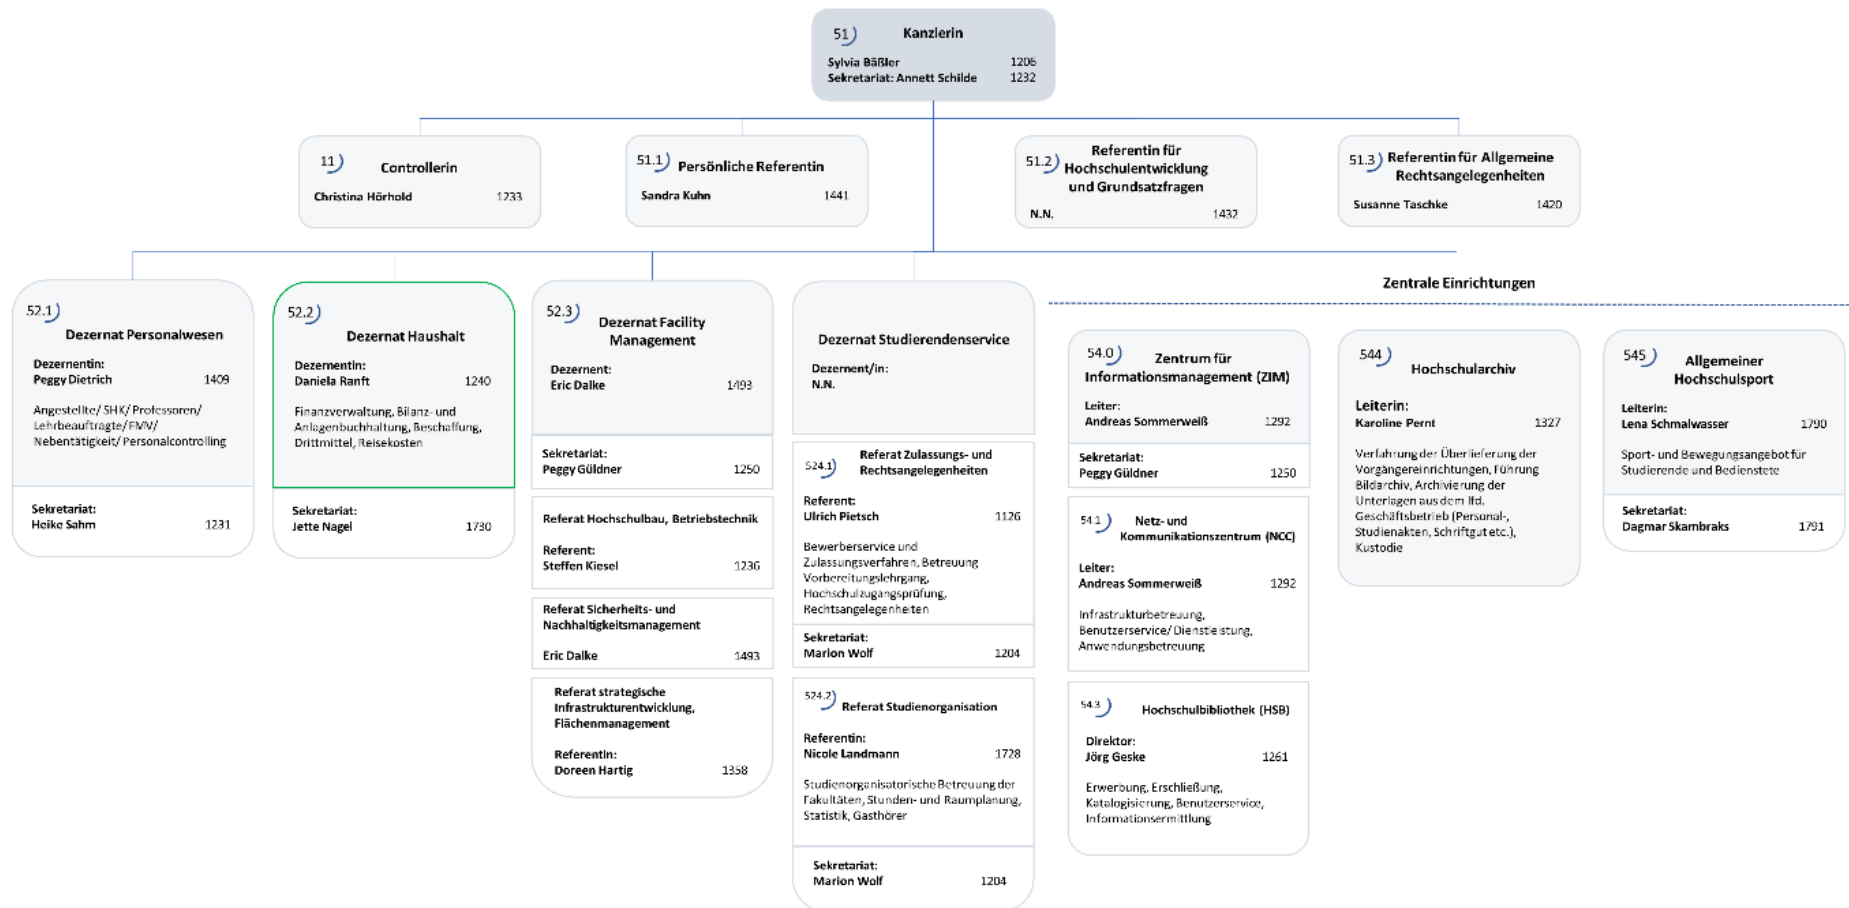 51 Kanzlerin
Sylvia Bäßler 1206
Sekretariat: Annett Schilde 1232
11 Controllerin
Christina Hörhold 1233
51.1 Persönliche Referentin
Sandra Kuhn 1441
51.2 Referentin für
Hochschulentwicklung
und Grundsatzfragen
N.N. 1432
51.3 Referentin für Allgemeine
Rechtsangelegenheiten
Susanne Taschke 1420
52.1
Dezernat Personalwesen
Dezernentin:
Peggy Dietrich 1409
Angestellte/ SHK/ Professoren/
Lehrbeauftragte/ FMV/
Nebentätigkeit/ Personalcontrolling
Sekretariat:
Heike Sahm 1231
52.2
Dezernat Haushalt
Dezernentin:
Daniela Ranft 1240
Finanzverwaltung, Bilanz- und
Anlagenbuchhaltung, Beschaffung,
Drittmittel, Reisekosten
Sekretariat:
Jette Nagel 1730
52.3
Dezernat Facility
Management
Dezernent:
Eric Dalke 1493
Sekretariat:
Peggy Güldner 1250
Referat Hochschulbau, Betriebstechnik
Referent:
Steffen Kiesel 1236
Referat Sicherheits- und
Nachhaltigkeitsmanagement
Eric Dalke 1493
Referat strategische
Infrastrukturentwicklung,
Flächenmanagement
Referentin:
Doreen Hartig 1358
Dezernat Studierendenservice
Dezernent/in:
N.N.
524.1 Referat Zulassungs- und
Rechtsangelegenheiten
Referent:
Ulrich Pietsch 1126
Bewerberservice und
Zulassungsverfahren, Betreuung
Vorbereitungslehrgang,
Hochschulzugangsprüfung,
Rechtsangelegenheiten
Sekretariat:
Marion Wolf 1204
524.2
Referat Studienorganisation
Referentin:
Nicole Landmann 1728
Studienorganisatorische Betreuung der
Fakultäten, Stunden- und Raumplanung,
Statistik, Gasthörer
Sekretariat:
Marion Wolf 1204
Zentrale Einrichtungen
54.0 Zentrum für
Informationsmanagement (ZIM)
Leiter:
Andreas Sommerweiß 1292
Sekretariat:
Peggy Güldner 1250
54.1 Netz- und
Kommunikationszentrum (NCC)
Leiter:
Andreas Sommerweiß 1292
Infrastrukturbetreuung,
Benutzerservice/ Dienstleistung,
Anwendungsbetreuung
54.3 Hochschulbibliothek (HSB)
Direktor:
Jörg Geske 1261
Erwerbung, Erschließung,
Katalogisierung, Benutzerservice,
Informationsermittlung
544
Hochschularchiv
Leiterin:
Karoline Pernt 1327
Verfahrung der Überlieferung der
Vorgängereinrichtungen, Führung
Bildarchiv, Archivierung der
Unterlagen aus dem lfd.
Geschäftsbetrieb (Personal-,
Studienakten, Schriftgut etc.),
Kustodie
545 Allgemeiner
Hochschulsport
Leiterin:
Lena Schmalwasser 1790
Sport- und Bewegungsangebot für
Studierende und Bedienstete
Sekretariat:
Dagmar Skambraks 1791